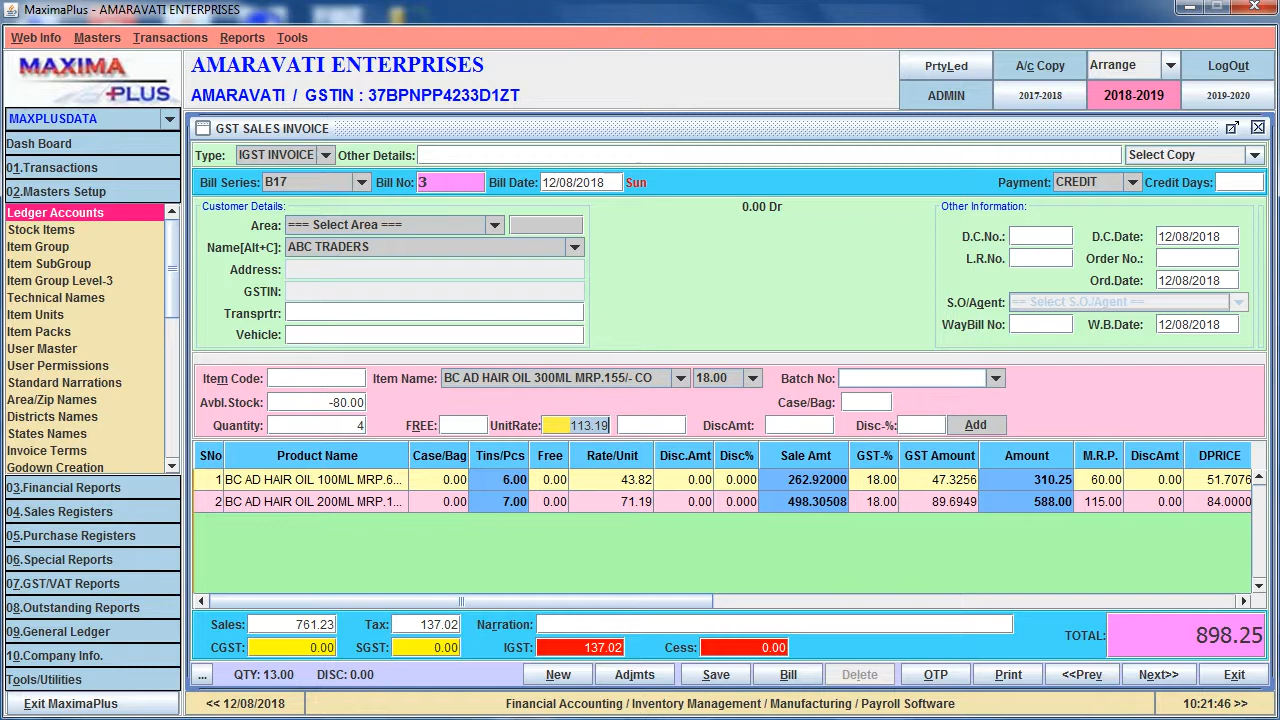 MaximaPlus - AMARAVATI ENTERPRISES
Web Info Masters Transactions Reports Tools
MAXIMA PLUS
AMARAVATI ENTERPRISES
AMARAVATI / GSTIN : 37BPNPP4233D1ZT
PrtyLed A/c Copy Arrange LogOut
ADMIN 2017-2018 2018-2019 2019-2020
MAXPLUSDATA
Dash Board
01.Transactions
02.Masters Setup
Ledger Accounts
Stock Items
Item Group
Item SubGroup
Item Group Level-3
Technical Names
Item Units
Item Packs
User Master
User Permissions
Standard Narrations
Area/Zip Names
Districts Names
States Names
Invoice Terms
Godown Creation
03.Financial Reports
04.Sales Registers
05.Purchase Registers
06.Special Reports
07.GST/VAT Reports
08.Outstanding Reports
09.General Ledger
10.Company Info.
Tools/Utilities
Exit MaximaPlus
GST SALES INVOICE
Type: IGST INVOICE Other Details: Select Copy
Bill Series: B17 Bill No: 3 Bill Date: 12/08/2018 Sun Payment: CREDIT Credit Days:
Customer Details: 0.00 Dr Other Information:
Area: === Select Area ===
Name[Alt+C]: ABC TRADERS
Address:
GSTIN:
Transprtr:
Vehicle:
D.C.No.: D.C.Date: 12/08/2018
L.R.No. Order No.:
Ord.Date: 12/08/2018
S.O/Agent: == Select S.O./Agent ==
WayBill No: W.B.Date: 12/08/2018
Item Code: Item Name: BC AD HAIR OIL 300ML MRP.155/- CO 18.00 Batch No:
Avbl.Stock: -80.00 Case/Bag:
Quantity: 4 FREE: UnitRate: 113.19 DiscAmt: Disc-%: Add
SNo Product Name Case/Bag Tins/Pcs Free Rate/Unit Disc.Amt Disc% Sale Amt GST-% GST Amount Amount M.R.P. DiscAmt DPRICE
1 BC AD HAIR OIL 100ML MRP.6... 0.00 6.00 0.00 43.82 0.00 0.000 262.92000 18.00 47.3256 310.25 60.00 0.00 51.7076
2 BC AD HAIR OIL 200ML MRP.1... 0.00 7.00 0.00 71.19 0.00 0.000 498.30508 18.00 89.6949 588.00 115.00 0.00 84.0000
Sales: 761.23 Tax: 137.02 Narration:
CGST: 0.00 SGST: 0.00 IGST: 137.02 Cess: 0.00
TOTAL: 898.25
... QTY: 13.00 DISC: 0.00 New Adjmts Save Bill Delete OTP Print <<Prev Next>> Exit
<< 12/08/2018 Financial Accounting / Inventory Management / Manufacturing / Payroll Software 10:21:46 >>